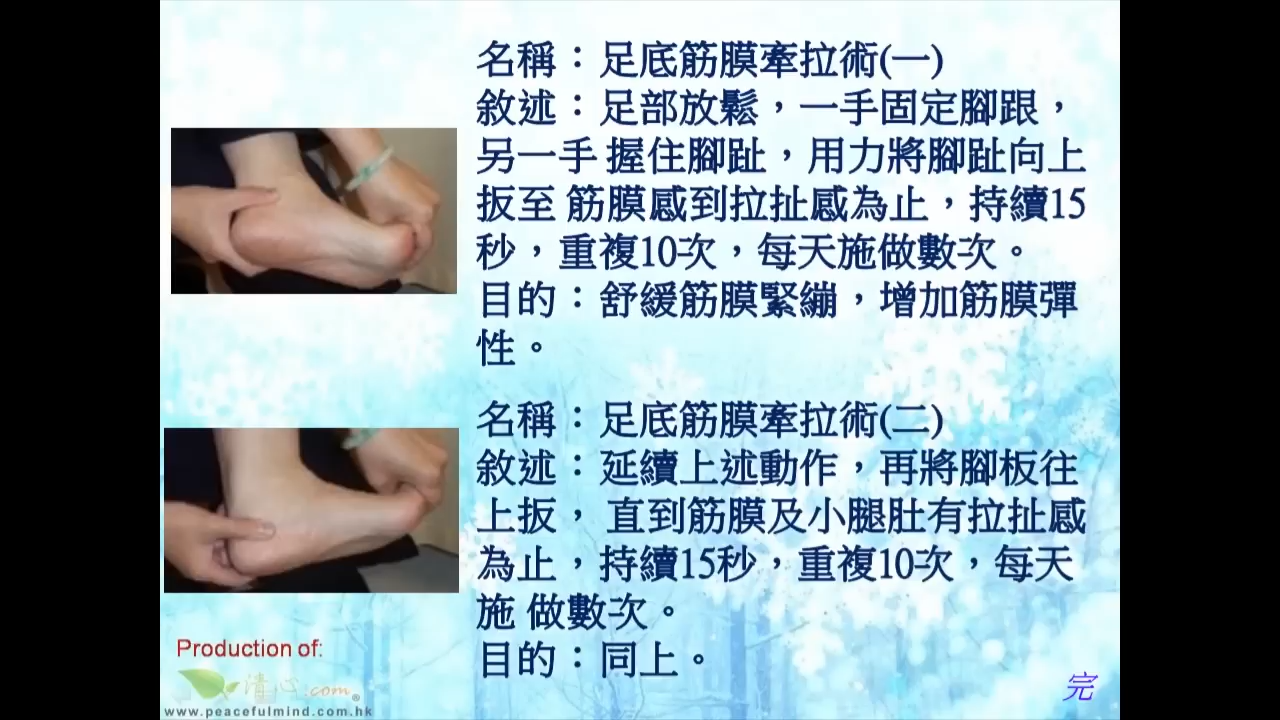 名稱：足底筋膜牽拉術(一)
敘述：足部放鬆，一手固定腳跟，
另一手 握住腳趾，用力將腳趾向上
扳至 筋膜感到拉扯感為止，持續15
秒，重複10次，每天施做數次。
目的：舒緩筋膜緊繃，增加筋膜彈
性。
名稱：足底筋膜牽拉術(二)
敘述：延續上述動作，再將腳板往
上扳， 直到筋膜及小腿肚有拉扯感
為止，持續15秒，重複10次，每天
施 做數次。
目的：同上。
Production of:
清心.com®
www.peacefulmind.com.hk
完